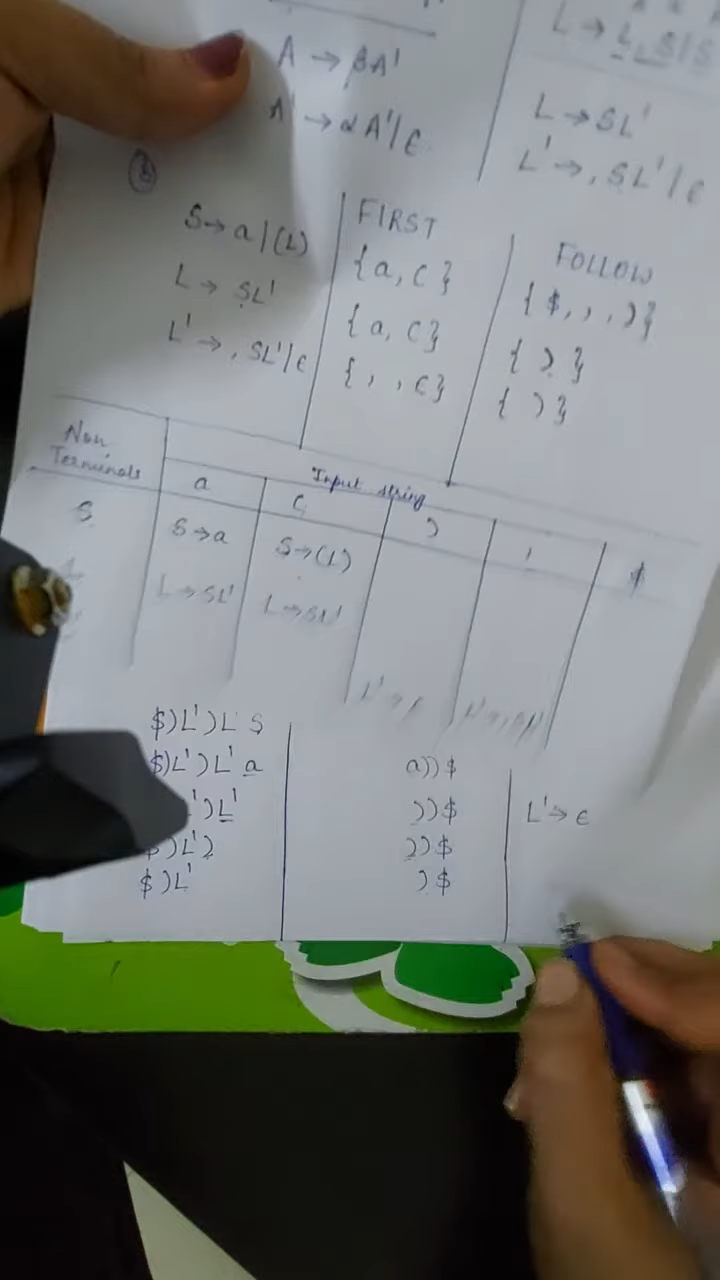 A → βA'
A' → αA'/ε
L → L,S/S
L → SL'
L' → , SL'/ε
S → a/(L)
L → SL'
L' → , SL'/ε
FIRST
{a, (}
{a, (}
{, , ε}
FOLLOW
{$, , , )}
{ ) }
{ ) }
Non Terminals
Input string
a ( ) , $
S S→a S→(L)
L→SL' L→SL'
$)L')L' S
$)L')L' a a))$
')L' ))$ L'→ε
$)L') ))$
$)L' )$